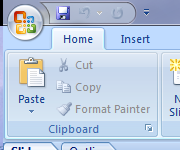 Home Insert
Cut
Copy
Paste
Format Painter
Clipboard